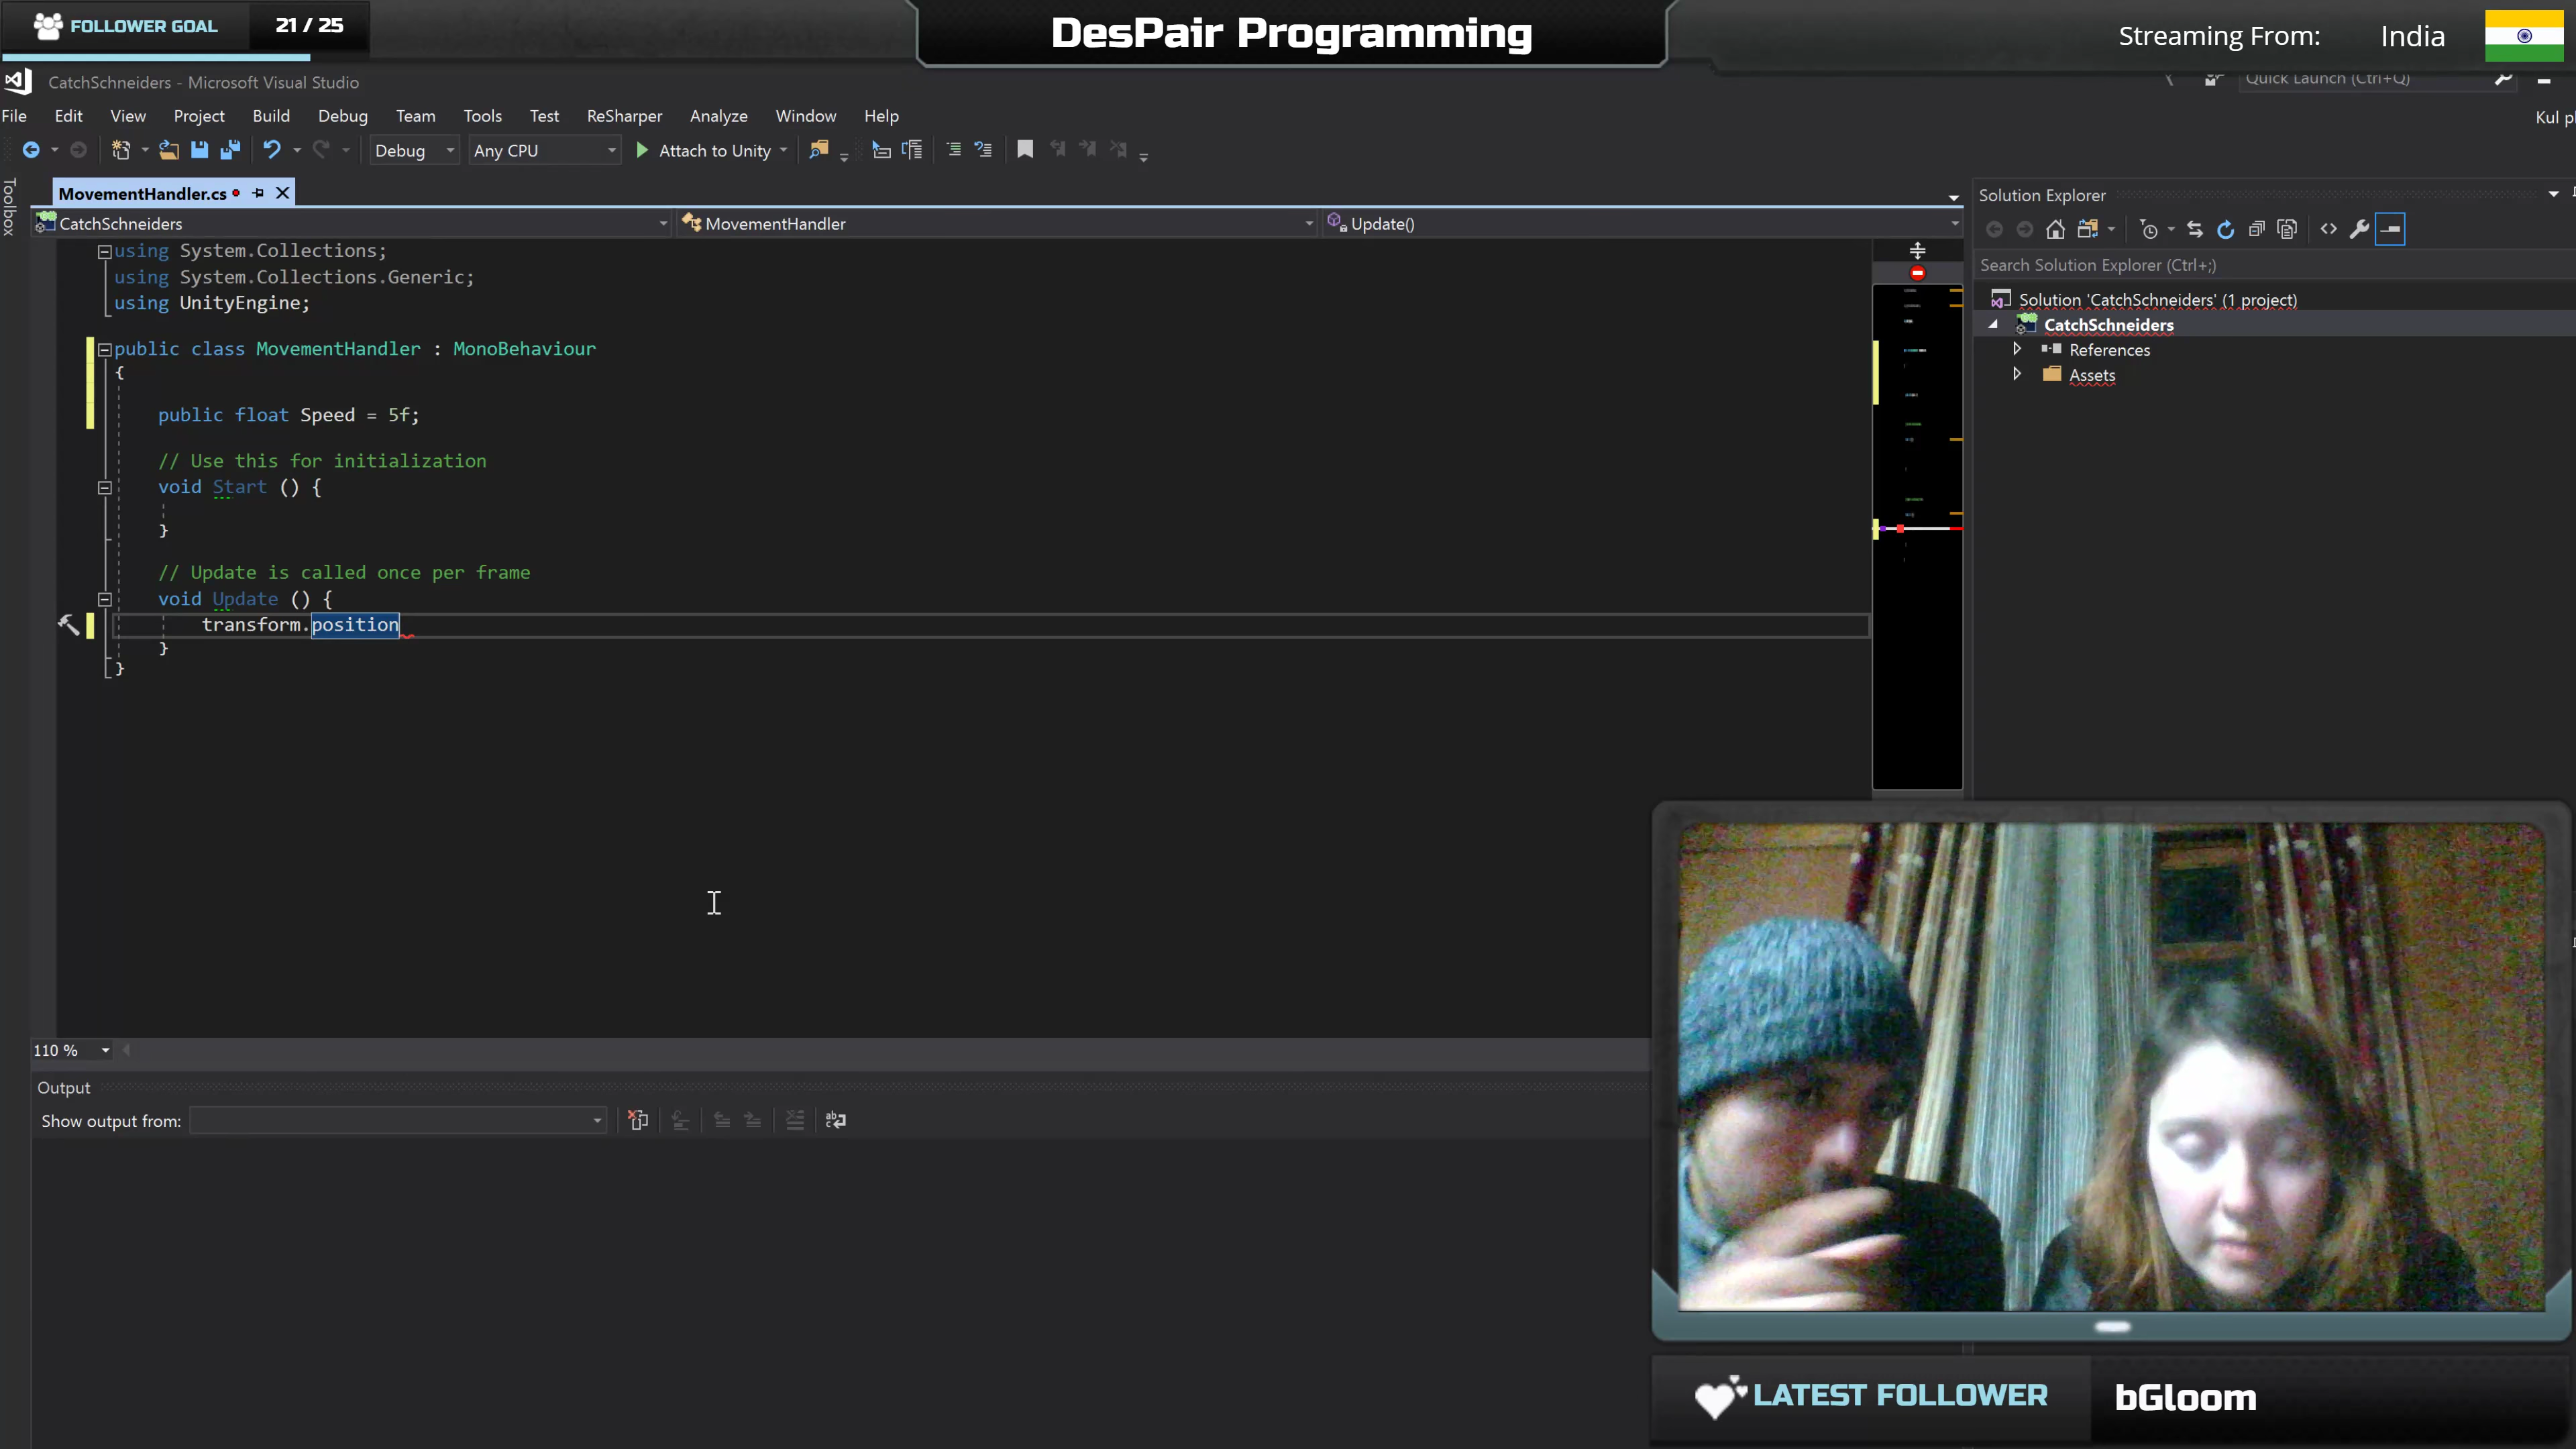 FOLLOWER GOAL 21 / 25
DesPair Programming
Streaming From: India
CatchSchneiders - Microsoft Visual Studio
Quick Launch (Ctrl+Q)
File Edit View Project Build Debug Team Tools Test ReSharper Analyze Window Help
Debug Any CPU Attach to Unity
Toolbox
MovementHandler.cs
CatchSchneiders MovementHandler Update()
using System.Collections;
using System.Collections.Generic;
using UnityEngine;
public class MovementHandler : MonoBehaviour
{
public float Speed = 5f;
// Use this for initialization
void Start () {
}
// Update is called once per frame
void Update () {
transform.position
}
}
Solution Explorer
Search Solution Explorer (Ctrl+;)
Solution 'CatchSchneiders' (1 project)
CatchSchneiders
References
Assets
110 %
Output
Show output from:
LATEST FOLLOWER bGloom